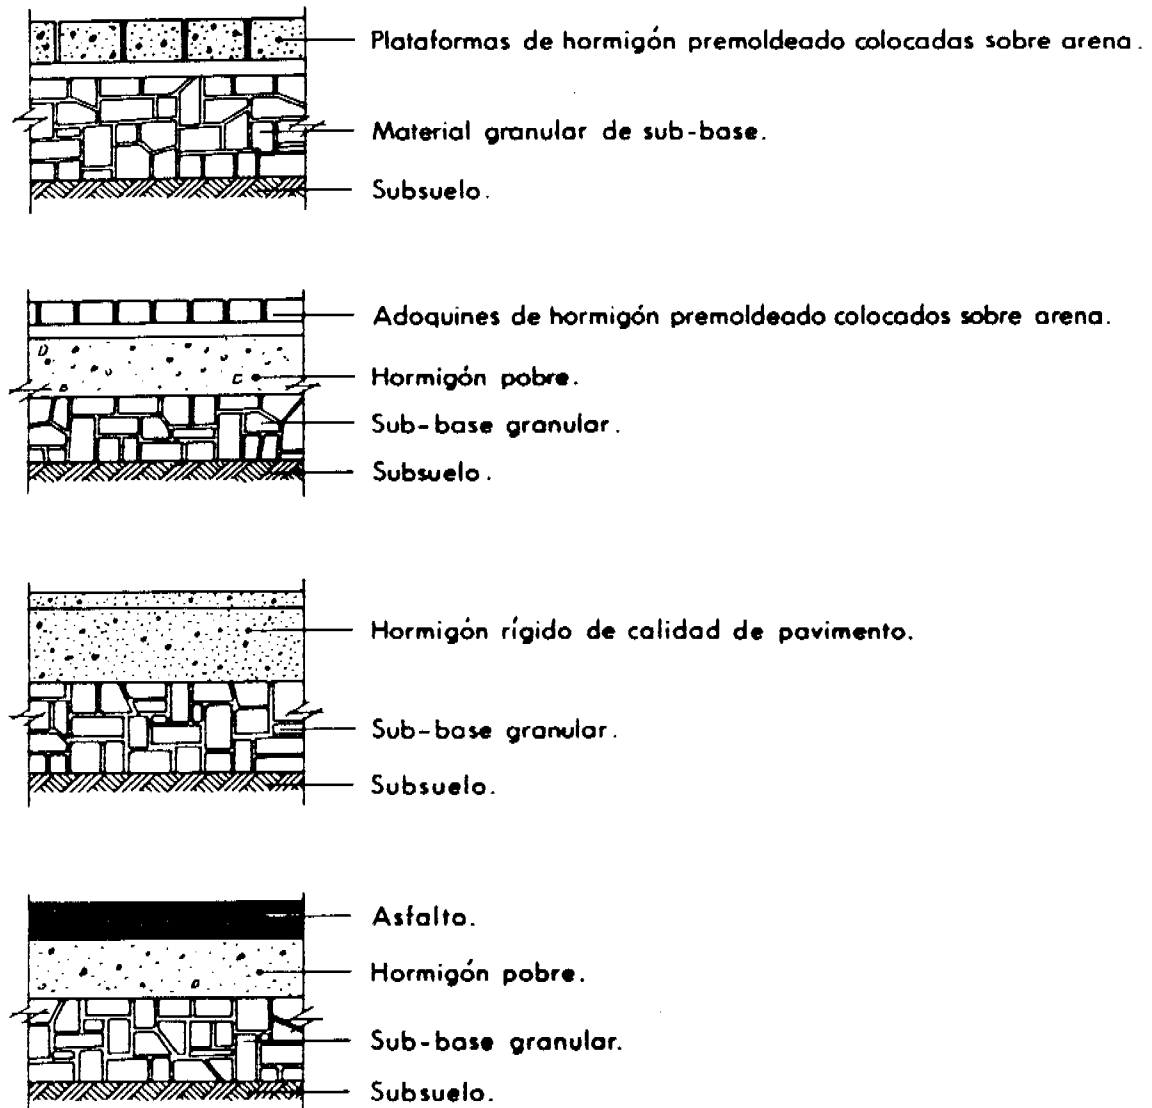 Plataformas de hormigón premoldeado colocadas sobre arena.
Material granular de sub-base.
Subsuelo.
Adoquines de hormigón premoldeado colocados sobre arena.
Hormigón pobre.
Sub-base granular.
Subsuelo.
Hormigón rígido de calidad de pavimento.
Sub-base granular.
Subsuelo.
Asfalto.
Hormigón pobre.
Sub-base granular.
Subsuelo.